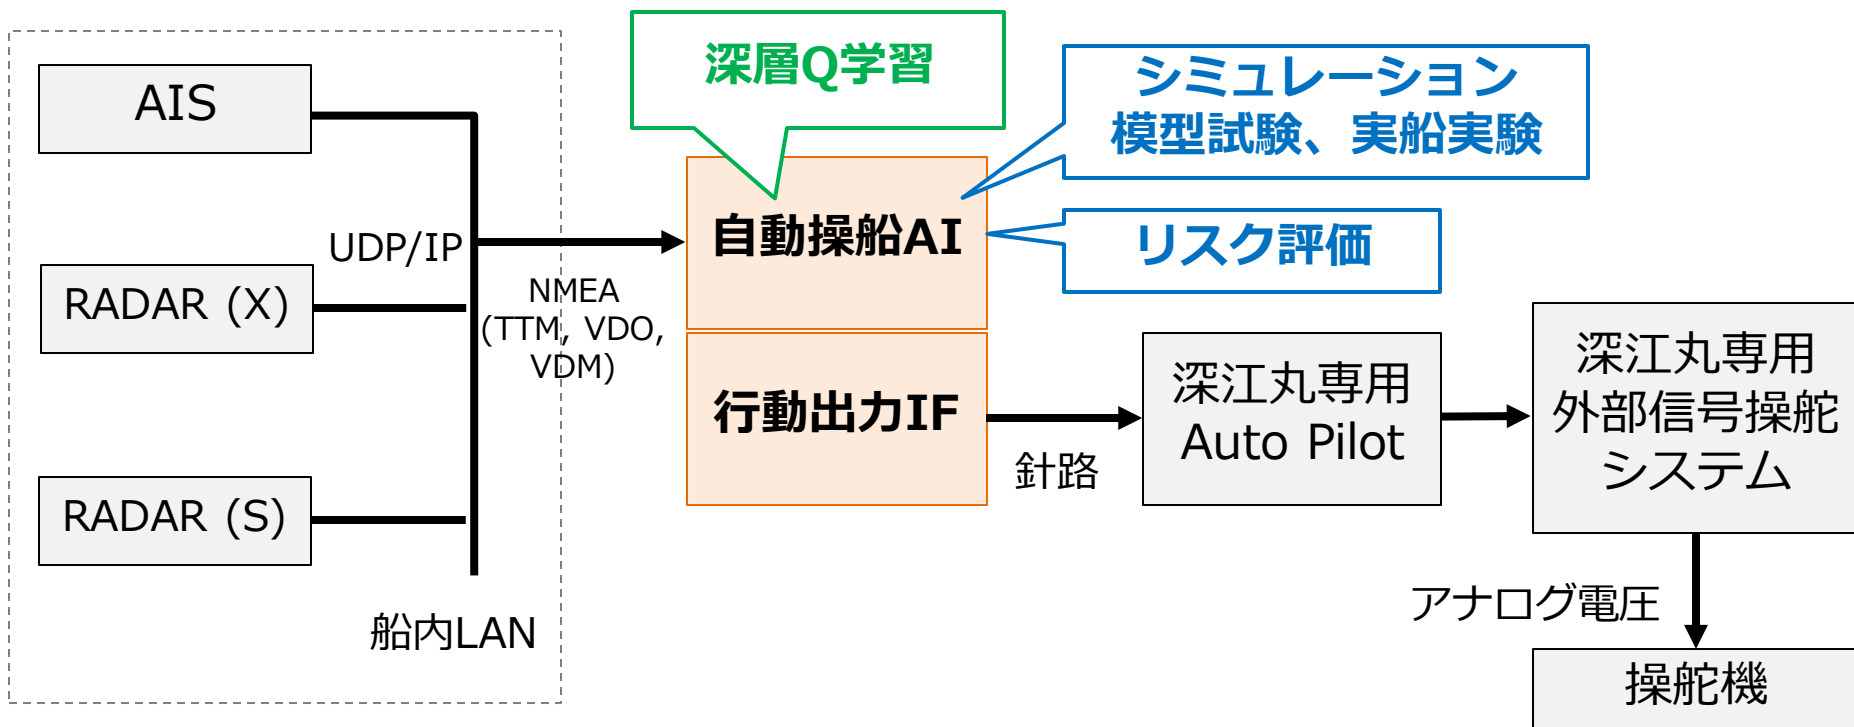 深層Q学習
シミュレーション
模型試験、実船実験
AIS
自動操船AI
リスク評価
UDP/IP
RADAR (X)
NMEA
(TTM, VDO,
VDM)
行動出力IF
針路
深江丸専用
Auto Pilot
深江丸専用
外部信号操舵
システム
RADAR (S)
船内LAN
アナログ電圧
操舵機